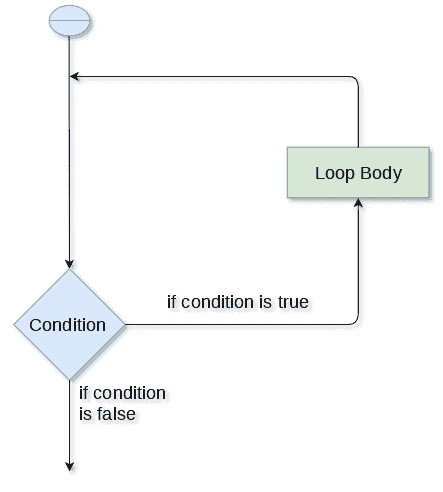 Loop Body
if condition is true
Condition
if condition
is false